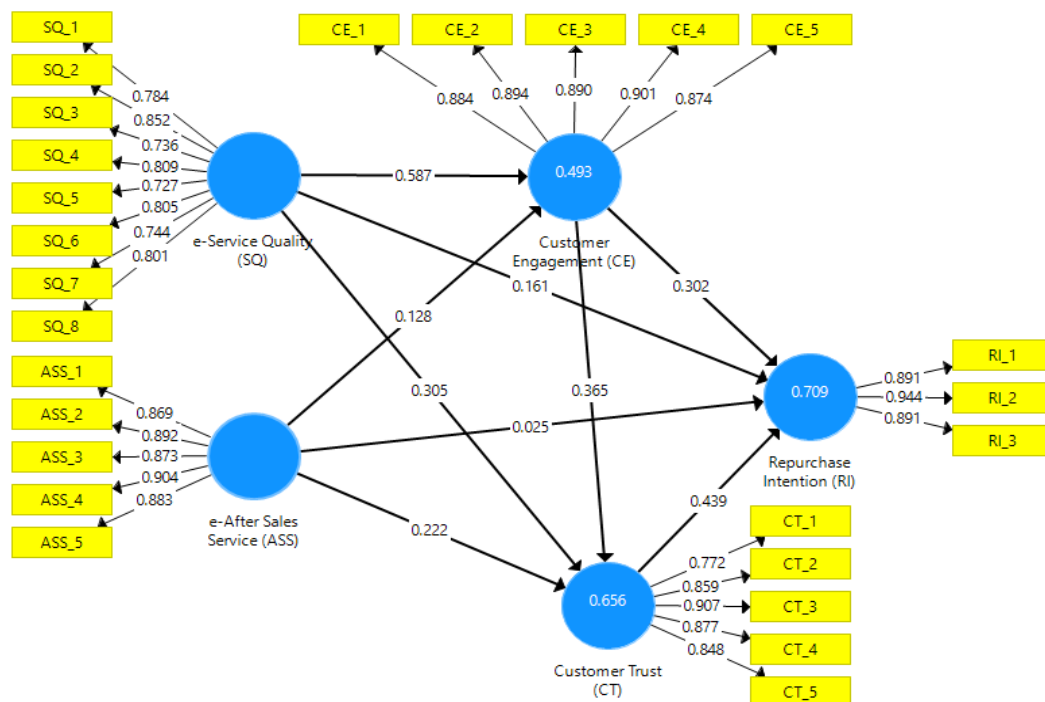 SQ_1
SQ_2
SQ_3
SQ_4
SQ_5
SQ_6
SQ_7
SQ_8
0.784
0.852
0.736
0.809
0.727
0.805
0.744
0.801
e-Service Quality
(SQ)
CE_1
CE_2
CE_3
CE_4
CE_5
0.884
0.894
0.890
0.901
0.874
0.493
Customer
Engagement (CE)
0.587
0.161
0.128
0.305
0.365
0.302
0.025
0.222
0.439
ASS_1
ASS_2
ASS_3
ASS_4
ASS_5
0.869
0.892
0.873
0.904
0.883
e-After Sales
Service (ASS)
0.709
Repurchase
Intention (RI)
0.891
0.944
0.891
RI_1
RI_2
RI_3
0.656
Customer Trust
(CT)
0.772
0.859
0.907
0.877
0.848
CT_1
CT_2
CT_3
CT_4
CT_5